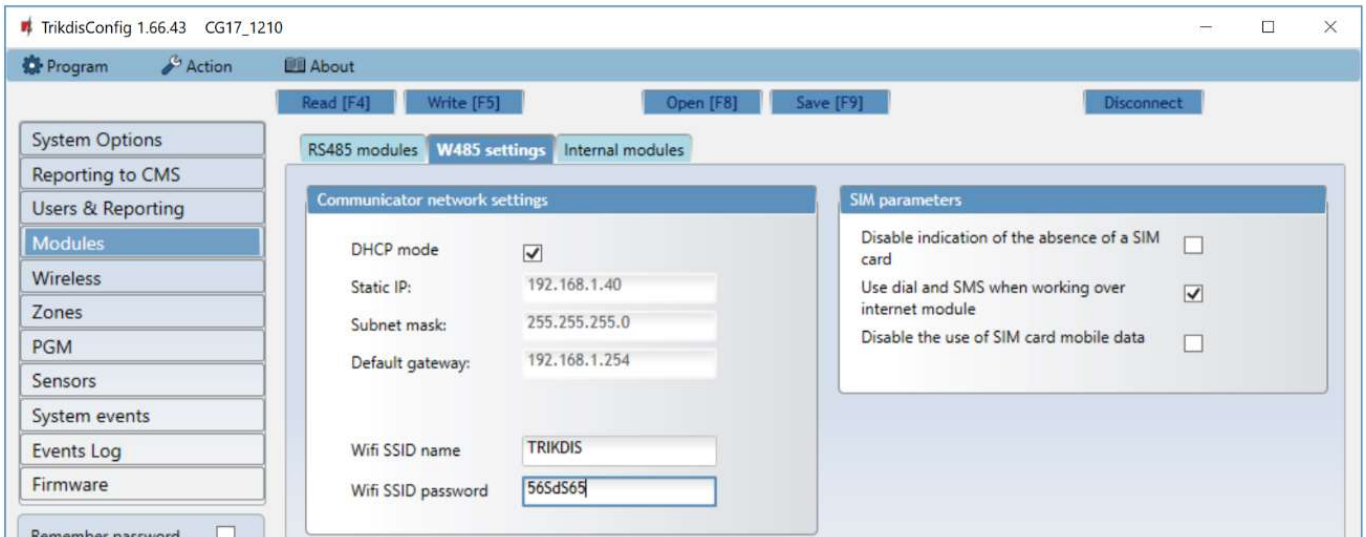 TrikdisConfig 1.66.43 CG17_1210
Program Action About
Read [F4] Write [F5] Open [F8] Save [F9] Disconnect
System Options
Reporting to CMS
Users & Reporting
Modules
Wireless
Zones
PGM
Sensors
System events
Events Log
Firmware
Remember password
RS485 modules W485 settings Internal modules
Communicator network settings
DHCP mode
Static IP: 192.168.1.40
Subnet mask: 255.255.255.0
Default gateway: 192.168.1.254
Wifi SSID name TRIKDIS
Wifi SSID password 56SdS65
SIM parameters
Disable indication of the absence of a SIM
card
Use dial and SMS when working over
internet module
Disable the use of SIM card mobile data